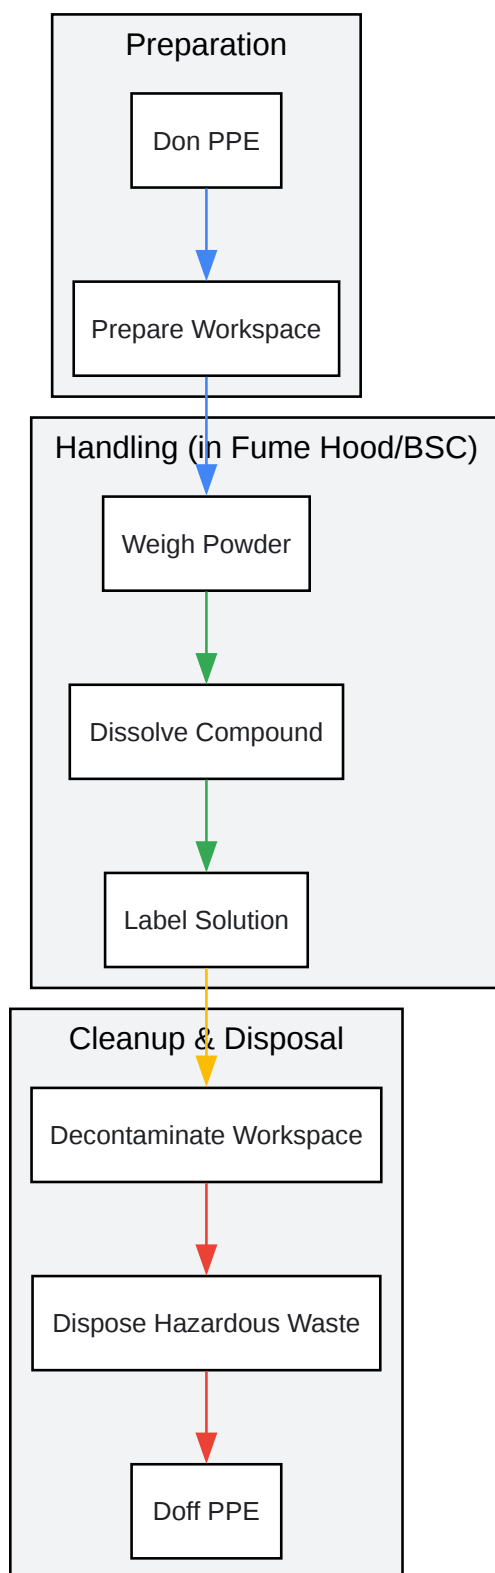 Preparation
Don PPE
Prepare Workspace
Handling (in Fume Hood/BSC)
Weigh Powder
Dissolve Compound
Label Solution
Cleanup & Disposal
Decontaminate Workspace
Dispose Hazardous Waste
Doff PPE